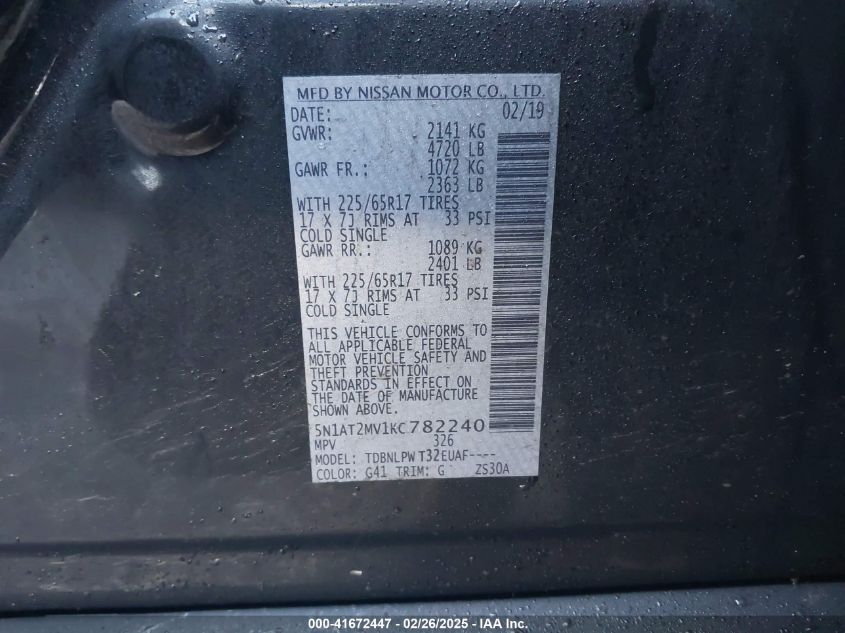 MFD BY NISSAN MOTOR CO., LTD.
DATE: 02/19
GVWR: 2141 KG
4720 LB
GAWR FR.: 1072 KG
2363 LB
WITH 225/65R17 TIRES
17 X 7J RIMS AT 33 PSI
COLD SINGLE
GAWR RR.: 1089 KG
2401 LB
WITH 225/65R17 TIRES
17 X 7J RIMS AT 33 PSI
COLD SINGLE
THIS VEHICLE CONFORMS TO
ALL APPLICABLE FEDERAL
MOTOR VEHICLE SAFETY AND
THEFT PREVENTION
STANDARDS IN EFFECT ON
THE DATE OF MANUFACTURE
SHOWN ABOVE.
5N1AT2MV1KC782240
MPV 326
MODEL: TDBNLPW T32EUAF----
COLOR: G41 TRIM: G ZS30A
000-41672447 - 02/26/2025 - IAA Inc.